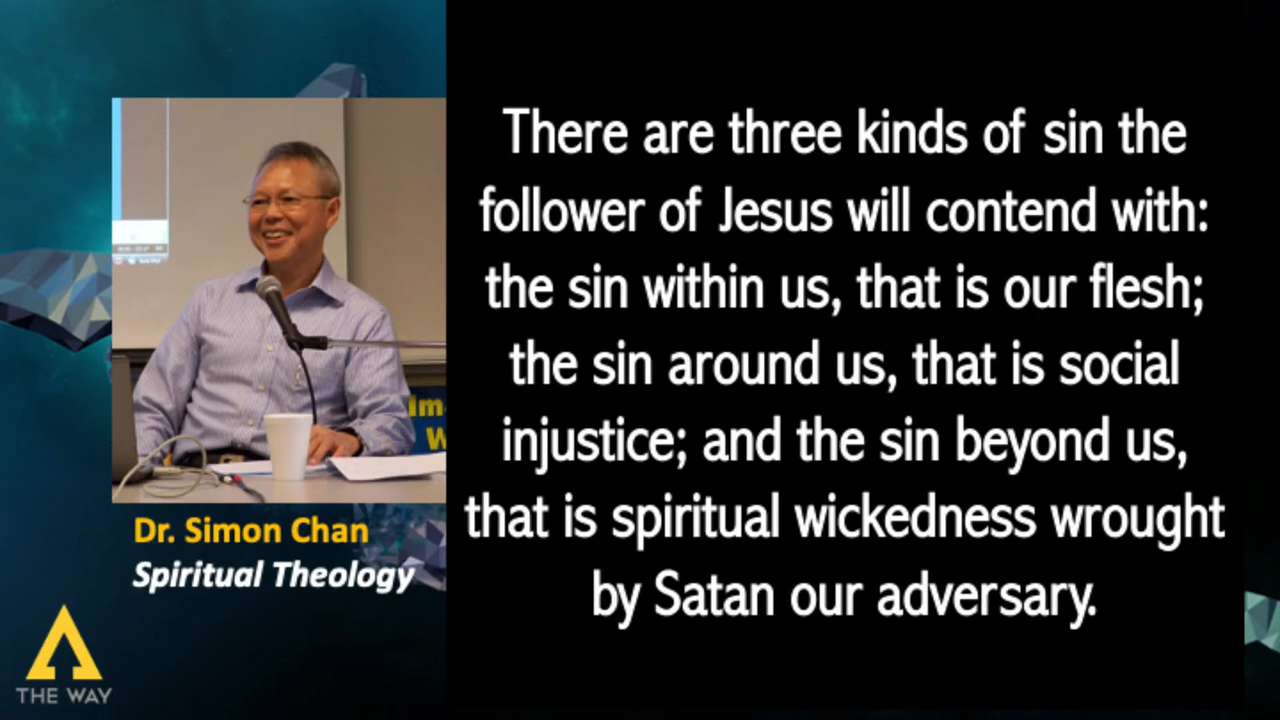 There are three kinds of sin the
follower of Jesus will contend with:
the sin within us, that is our flesh;
the sin around us, that is social
injustice; and the sin beyond us,
that is spiritual wickedness wrought
by Satan our adversary.
Dr. Simon Chan
Spiritual Theology
THE WAY